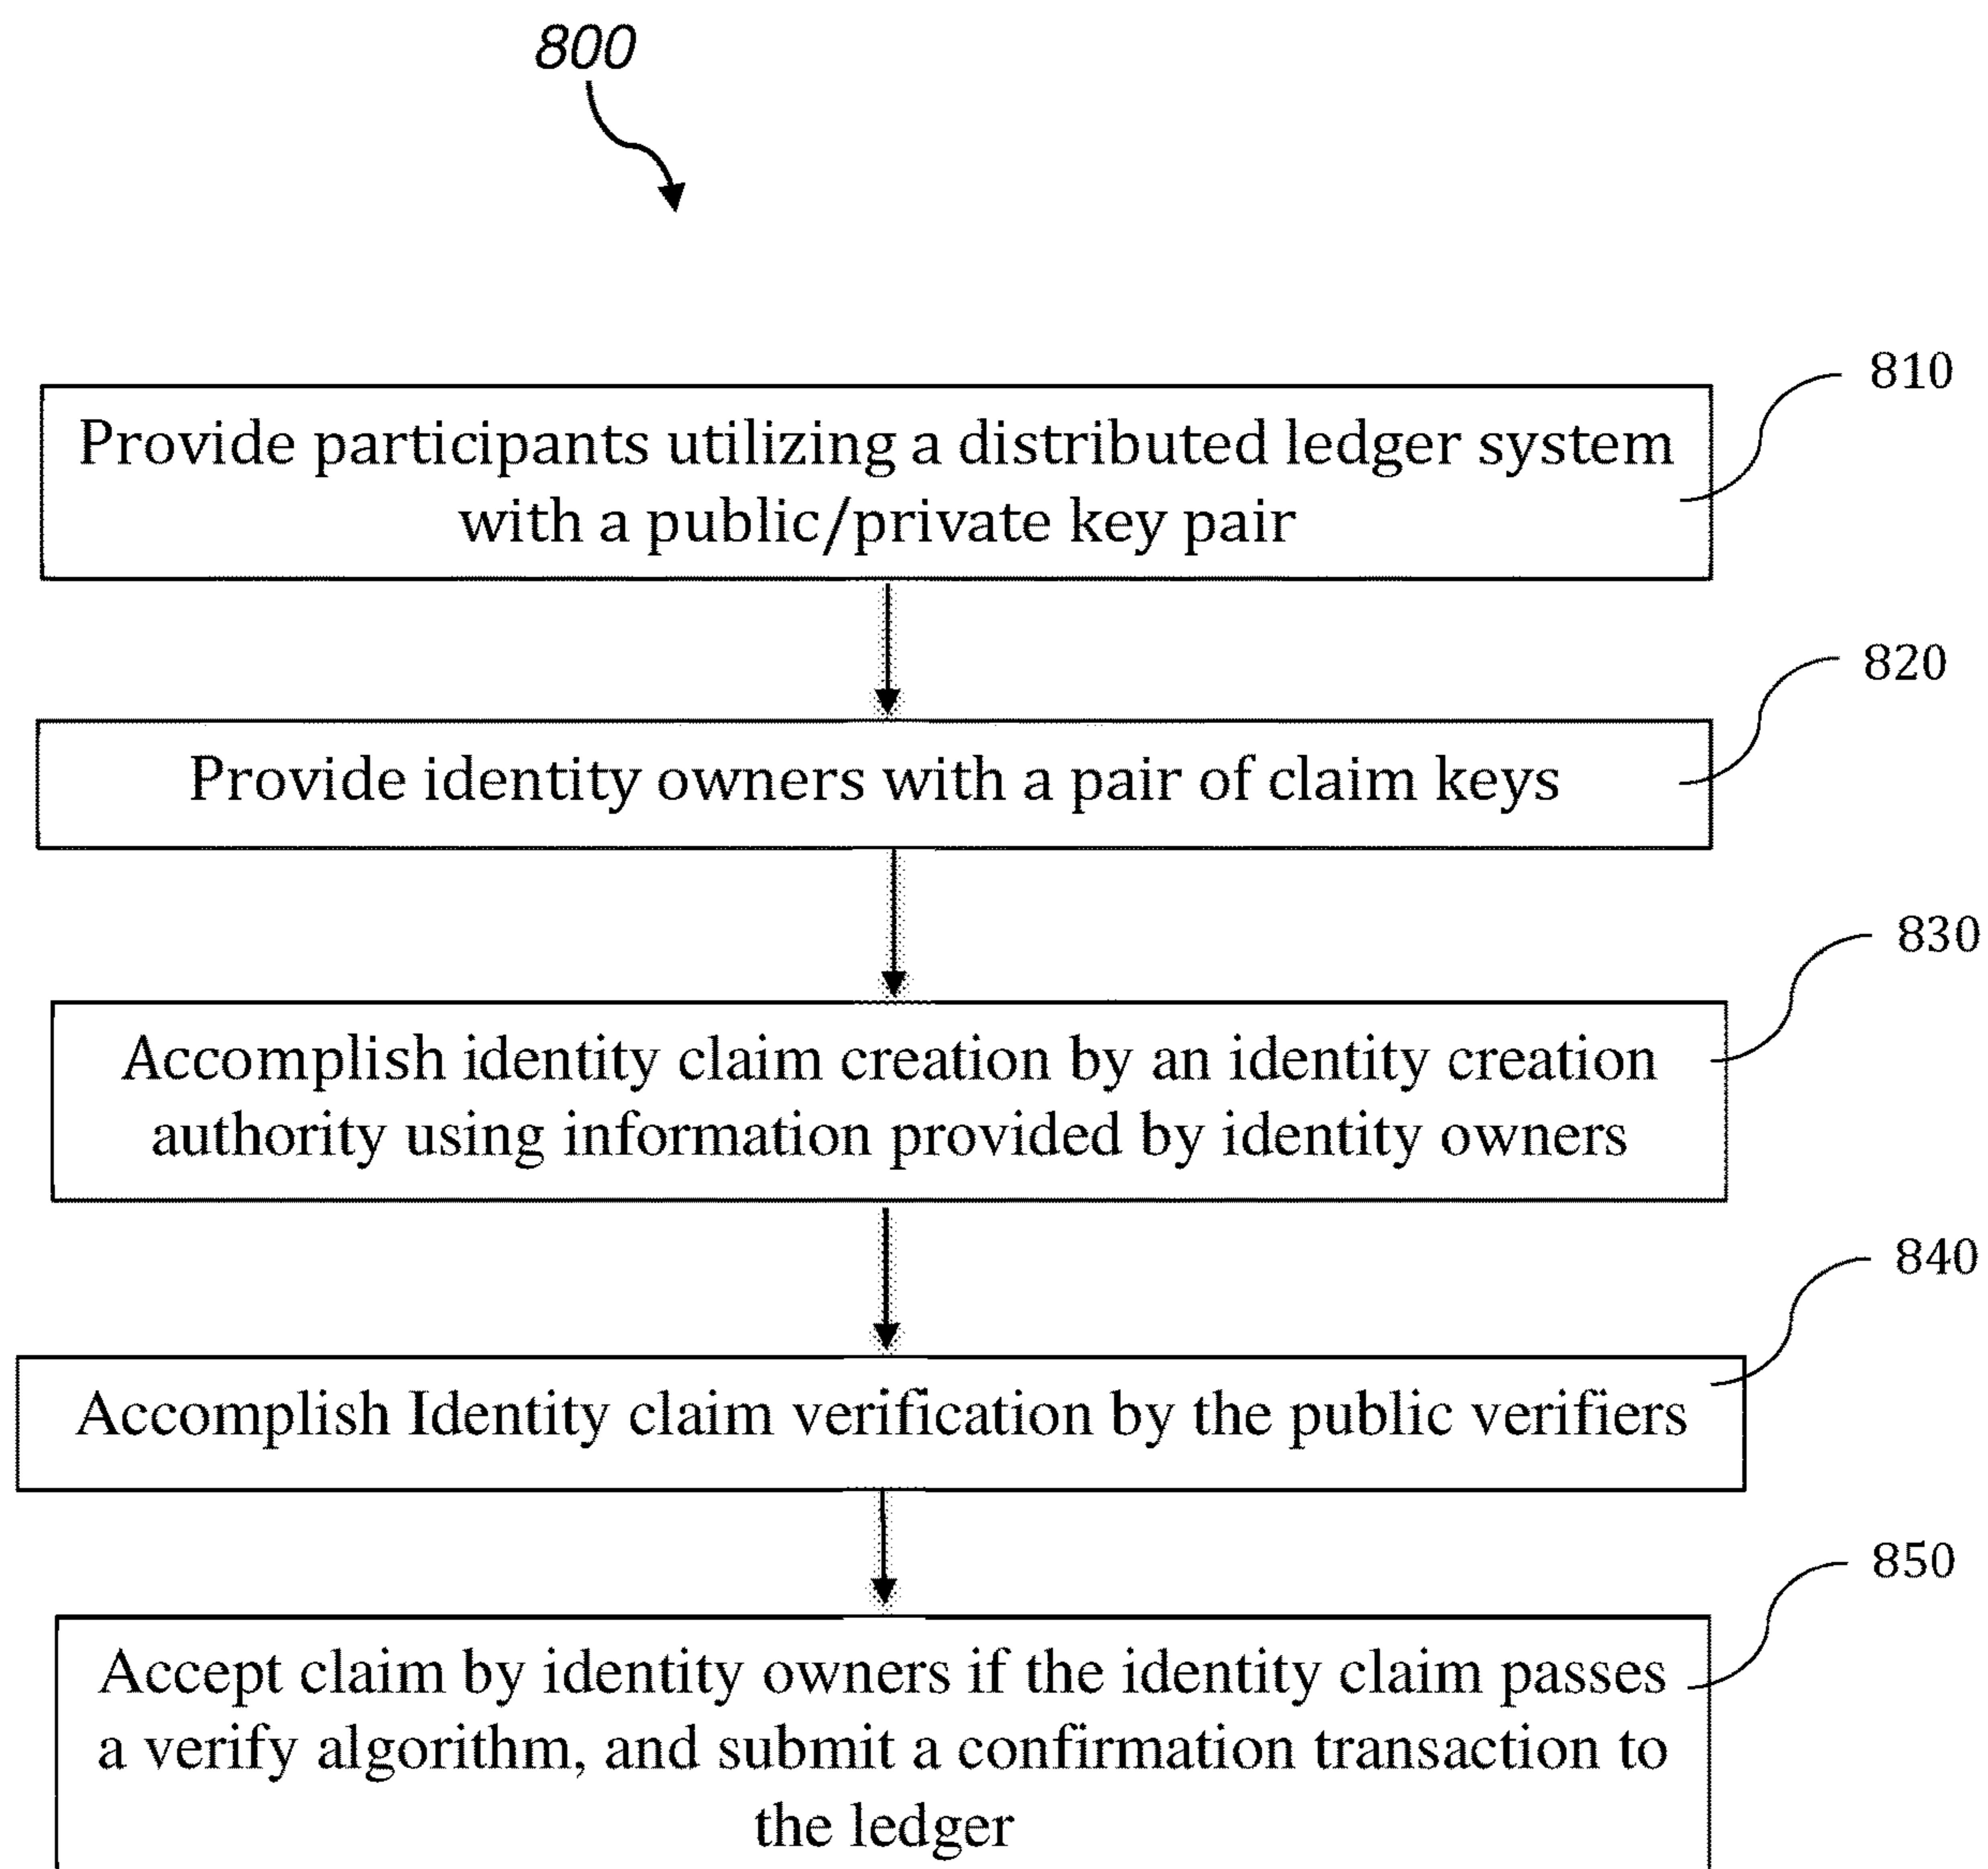 800
810
Provide participants utilizing a distributed ledger system
with a public/private key pair
820
Provide identity owners with a pair of claim keys
830
Accomplish identity claim creation by an identity creation
authority using information provided by identity owners
840
Accomplish Identity claim verification by the public verifiers
850
Accept claim by identity owners if the identity claim passes
a verify algorithm, and submit a confirmation transaction to
the ledger